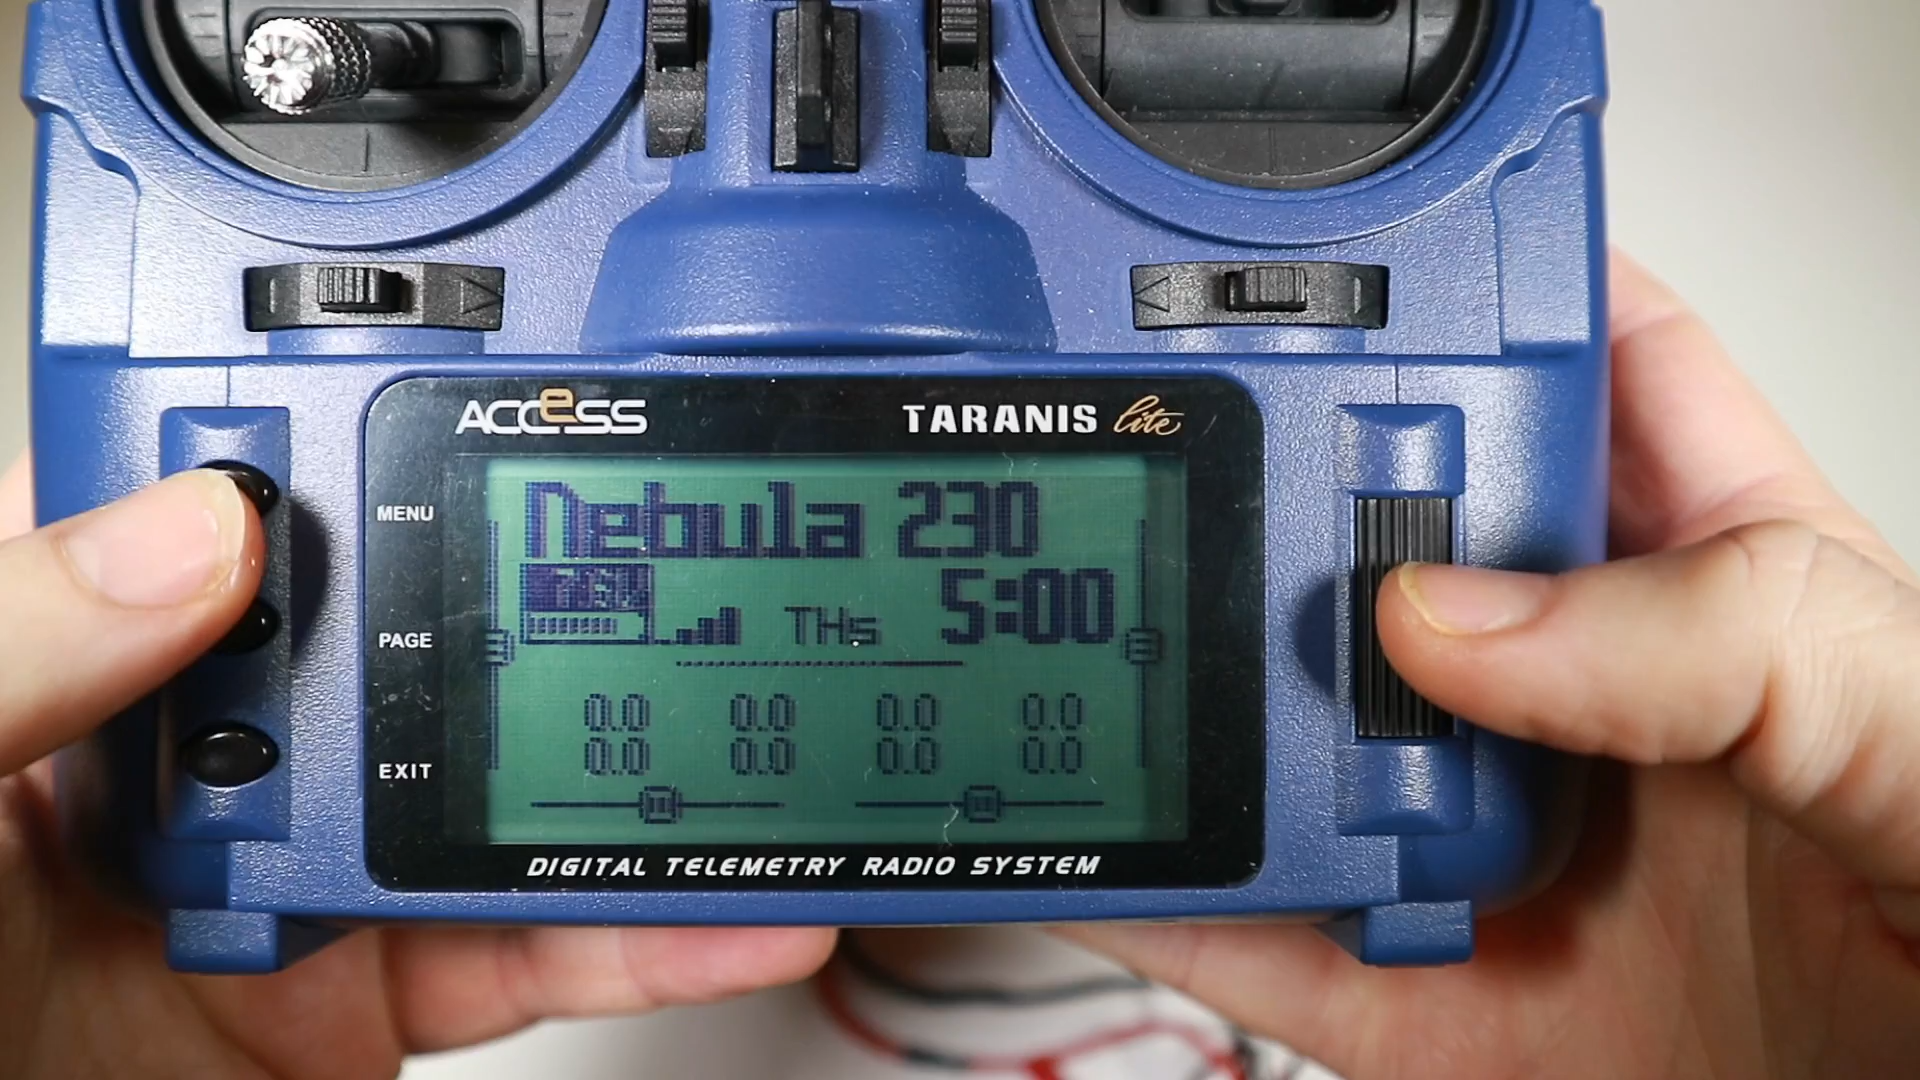 ACCeSS
TARANIS lite
MENU
PAGE
EXIT
Nebula 230
THs 5:00
0.0 0.0 0.0 0.0
0.0 0.0 0.0 0.0
DIGITAL TELEMETRY RADIO SYSTEM